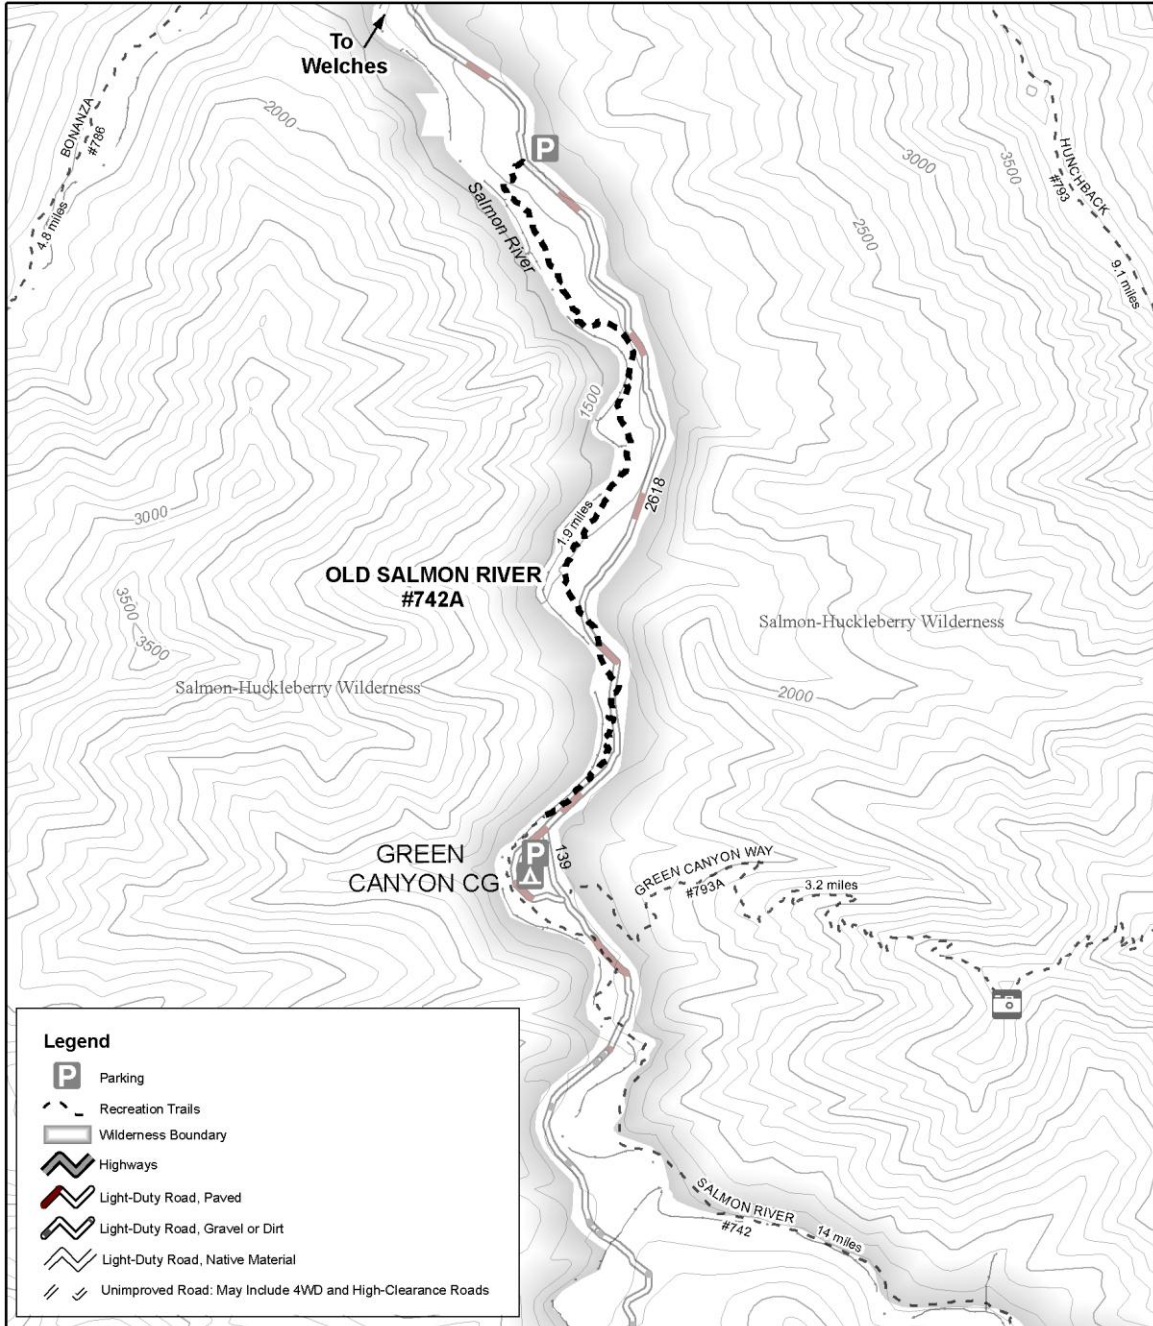 To
Welches
P
BONANZA
#786
4.8 miles
2000
Salmon River
3000
3500
2500
HUNCHBACK
#793
9.1 miles
1500
2618
3000
1.9 miles
OLD SALMON RIVER
#742A
3500
3500
Salmon-Huckleberry Wilderness
Salmon-Huckleberry Wilderness
2000
GREEN
CANYON CG
P
139
GREEN CANYON WAY
#793A
3.2 miles
SALMON RIVER
#742
14 miles
Legend
P
Parking
Recreation Trails
Wilderness Boundary
Highways
Light-Duty Road, Paved
Light-Duty Road, Gravel or Dirt
Light-Duty Road, Native Material
Unimproved Road: May Include 4WD and High-Clearance Roads